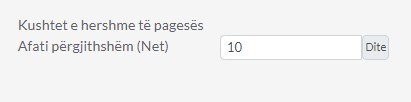 Kushtet e hershme të pagesës
Afati përgjithshëm (Net) 10 Dite